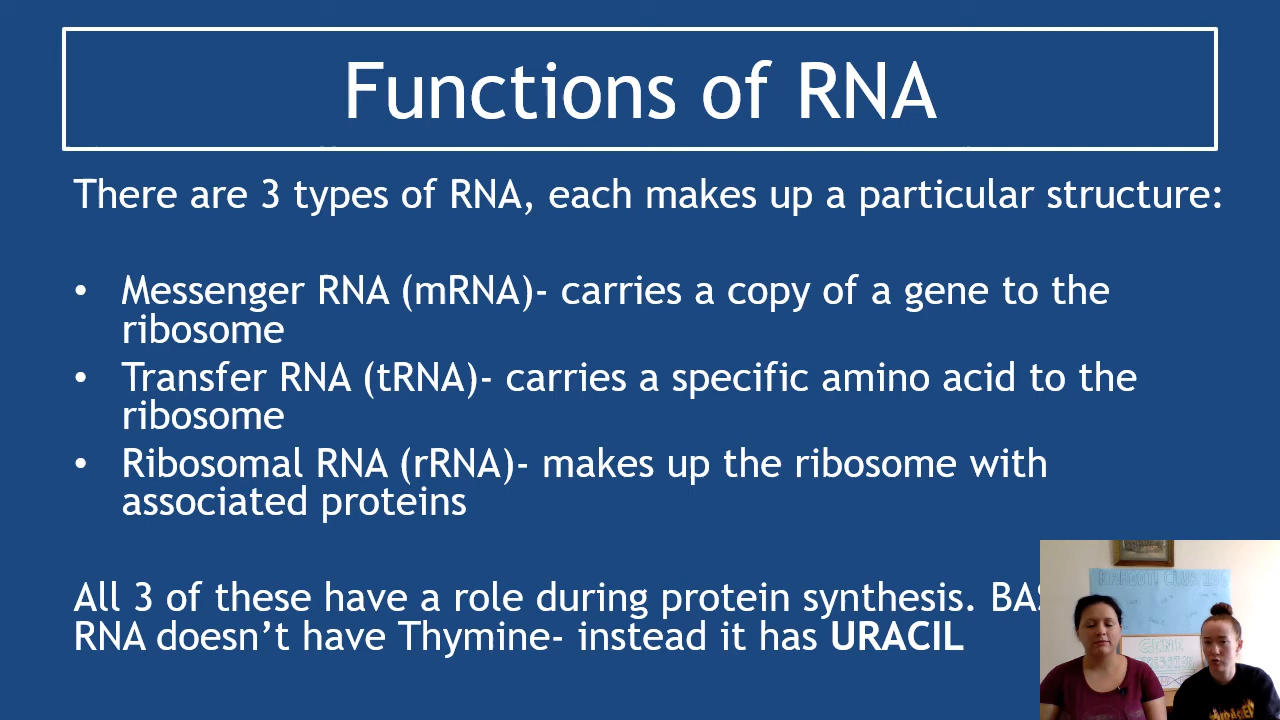 Functions of RNA
There are 3 types of RNA, each makes up a particular structure:
• Messenger RNA (mRNA)- carries a copy of a gene to the
ribosome
• Transfer RNA (tRNA)- carries a specific amino acid to the
ribosome
• Ribosomal RNA (rRNA)- makes up the ribosome with
associated proteins
All 3 of these have a role during protein synthesis.
RNA doesn’t have Thymine- instead it has URACIL
GENE